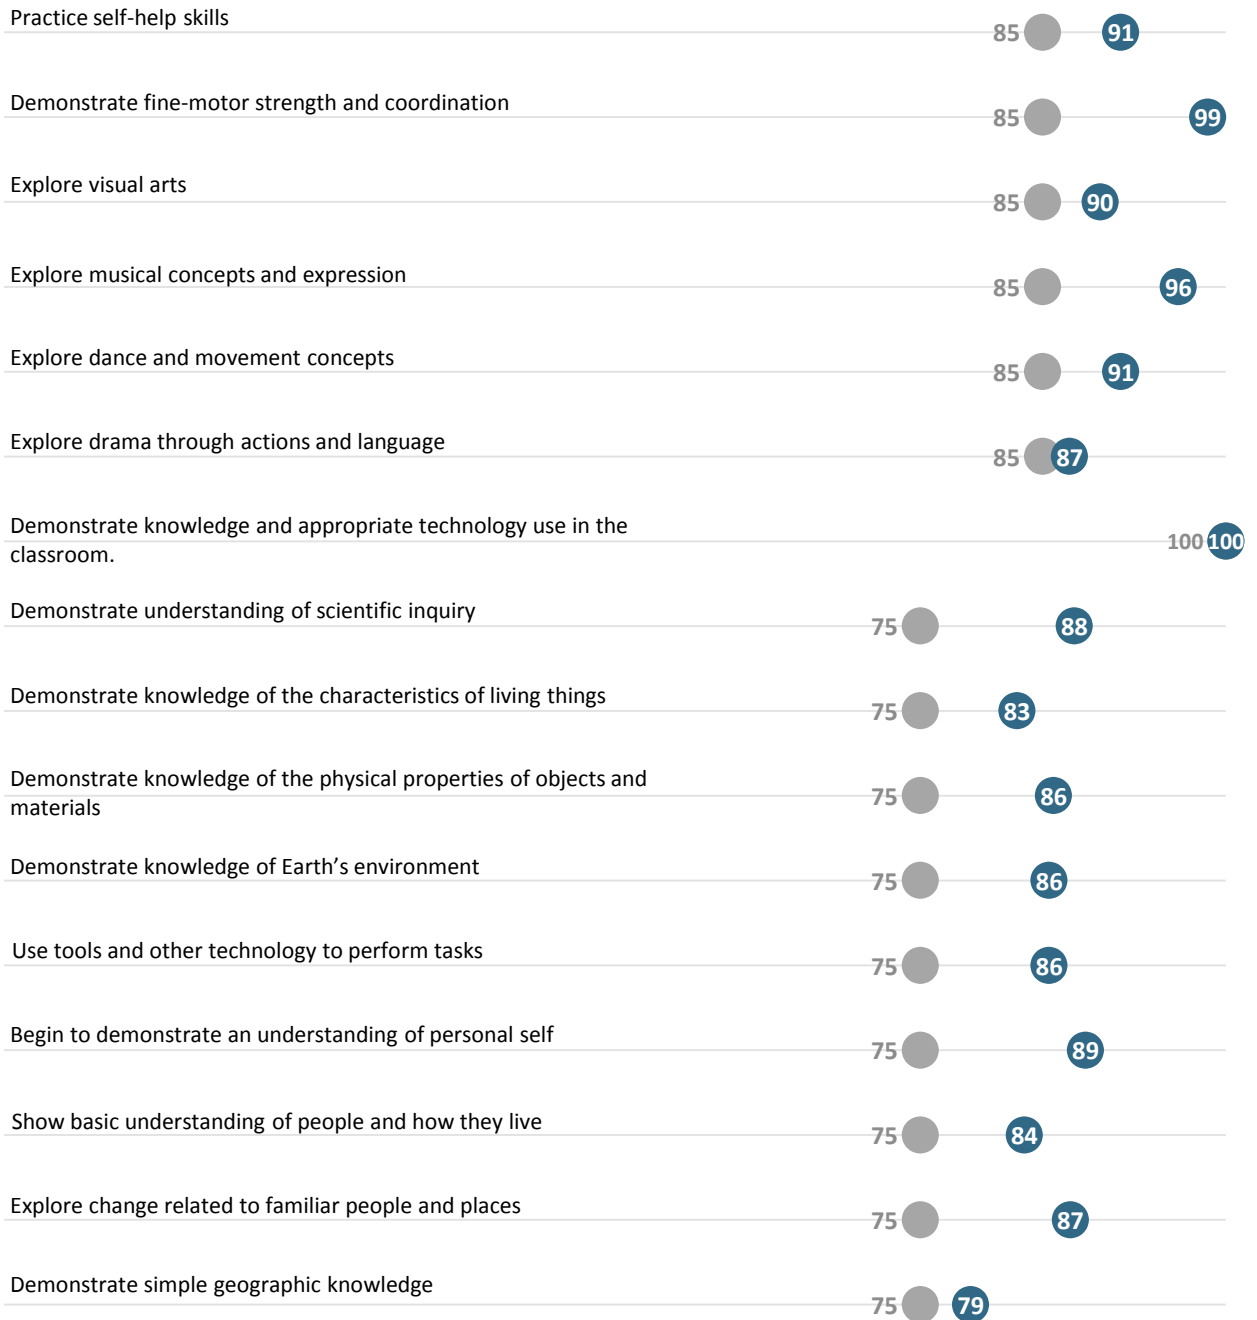 Practice self-help skills
85 91
Demonstrate fine-motor strength and coordination
85 99
Explore visual arts
85 90
Explore musical concepts and expression
85 96
Explore dance and movement concepts
85 91
Explore drama through actions and language
85 87
Demonstrate knowledge and appropriate technology use in the
classroom.
100 100
Demonstrate understanding of scientific inquiry
75 88
Demonstrate knowledge of the characteristics of living things
75 83
Demonstrate knowledge of the physical properties of objects and
materials
75 86
Demonstrate knowledge of Earth’s environment
75 86
Use tools and other technology to perform tasks
75 86
Begin to demonstrate an understanding of personal self
75 89
Show basic understanding of people and how they live
75 84
Explore change related to familiar people and places
75 87
Demonstrate simple geographic knowledge
75 79